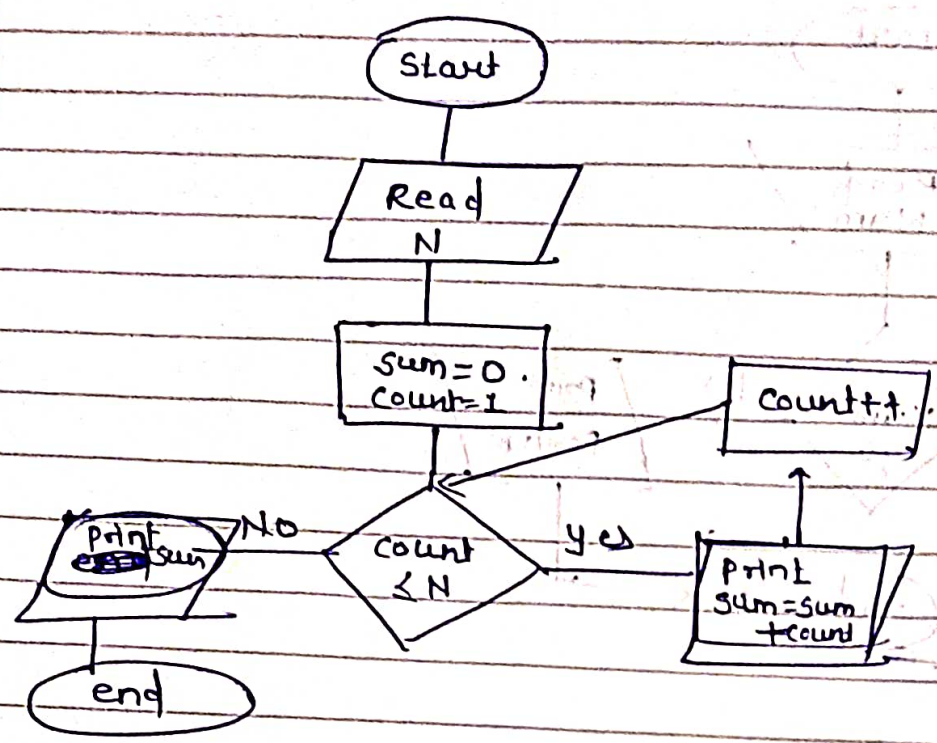 Start
Read
N
sum=0.
count=1
count++..
count
≤N
Yes
No
print
sum=sum
+count
print
sum
end